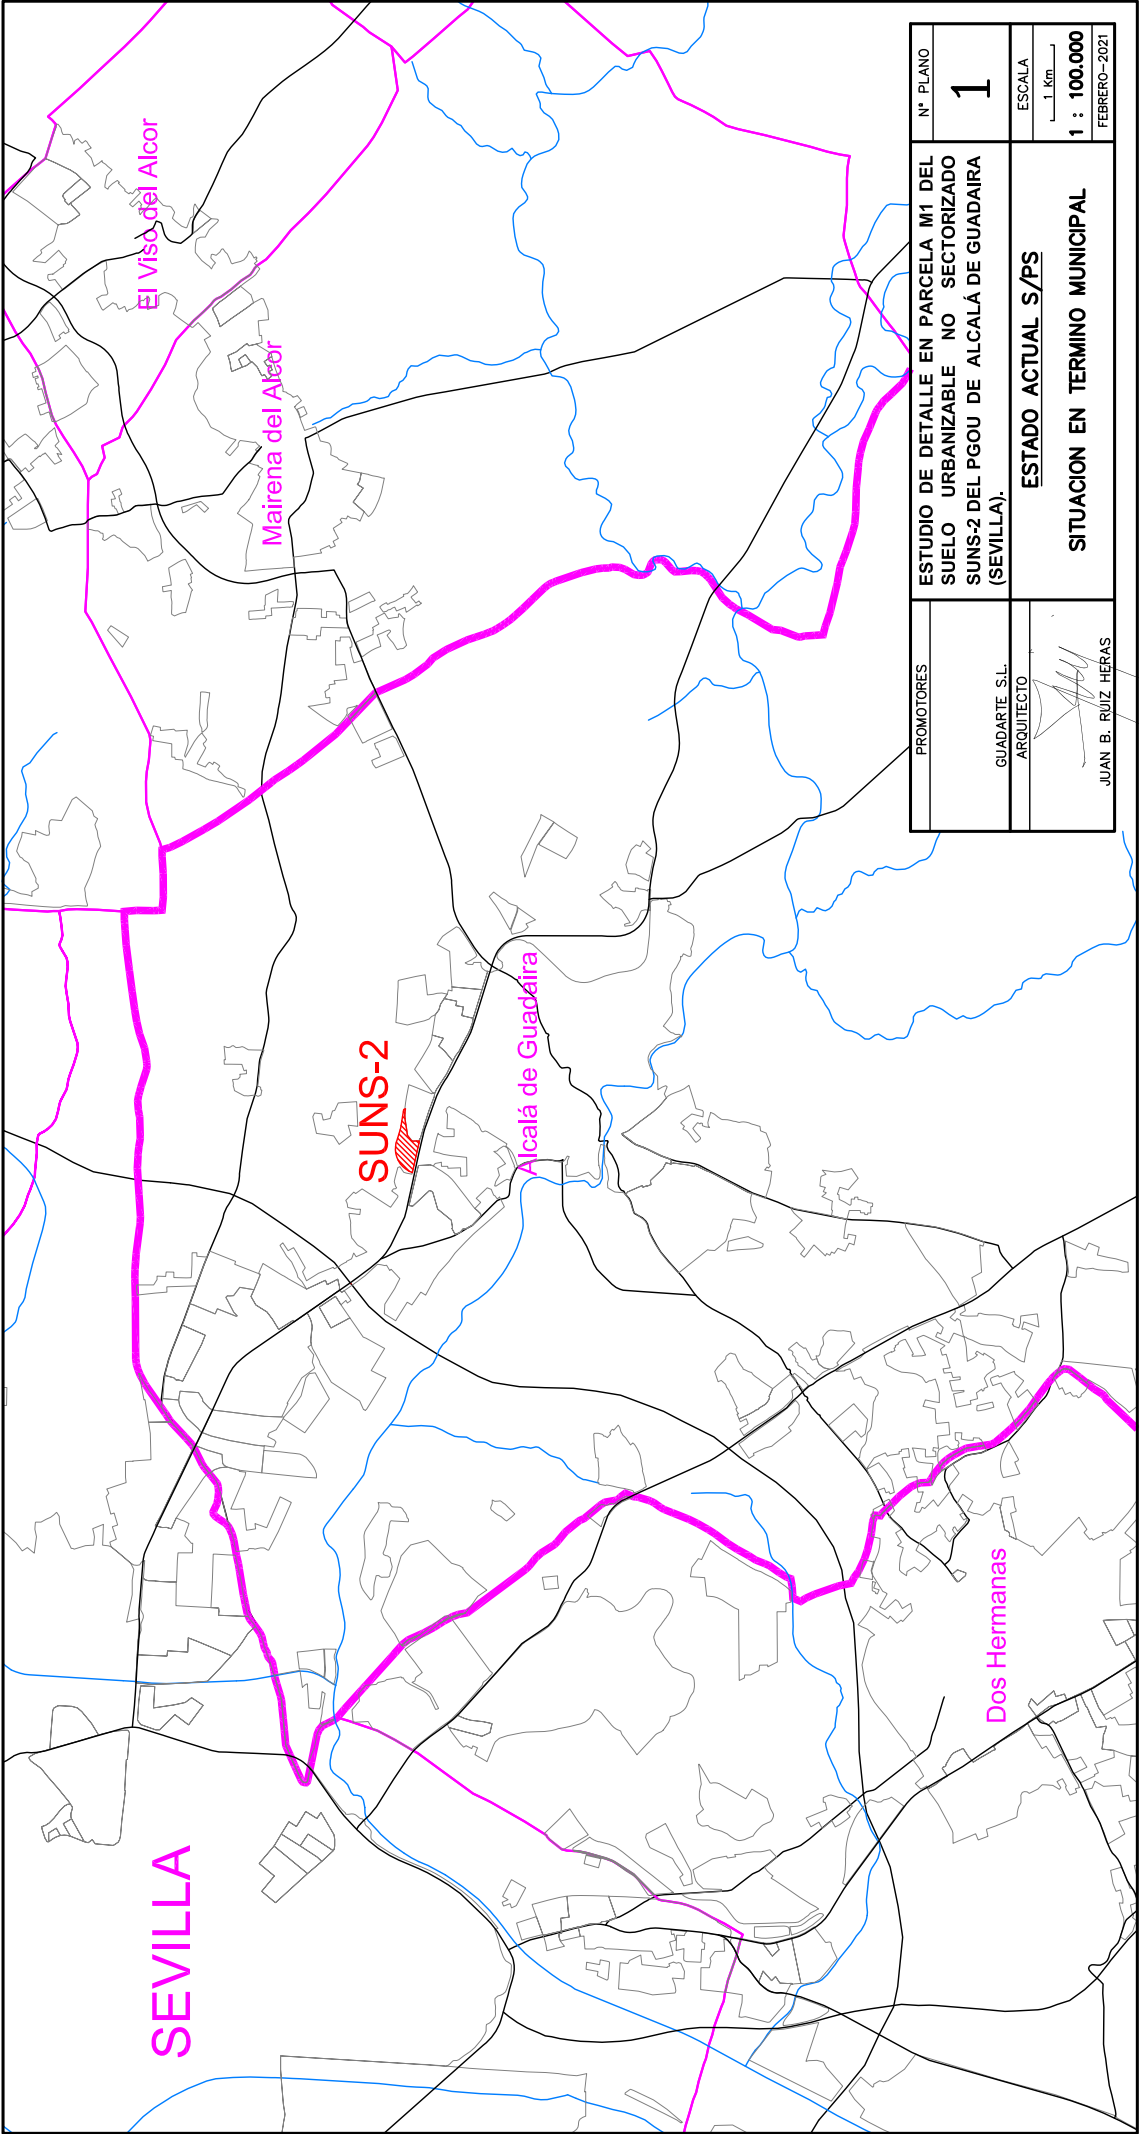 SEVILLA
El Viso del Alcor
Mairena del Alcor
SUNS-2
Alcalá de Guadaira
Dos Hermanas
PROMOTORES
GUADARTE S.L.
ARQUITECTO
JUAN B. RUIZ HERAS
ESTUDIO DE DETALLE EN PARCELA M1 DEL
SUELO URBANIZABLE NO SECTORIZADO
SUNS-2 DEL PGOU DE ALCALÁ DE GUADAIRA
(SEVILLA).
ESTADO ACTUAL S/PS
SITUACION EN TERMINO MUNICIPAL
Nº PLANO
1
ESCALA
1 Km
1 : 100.000
FEBRERO-2021